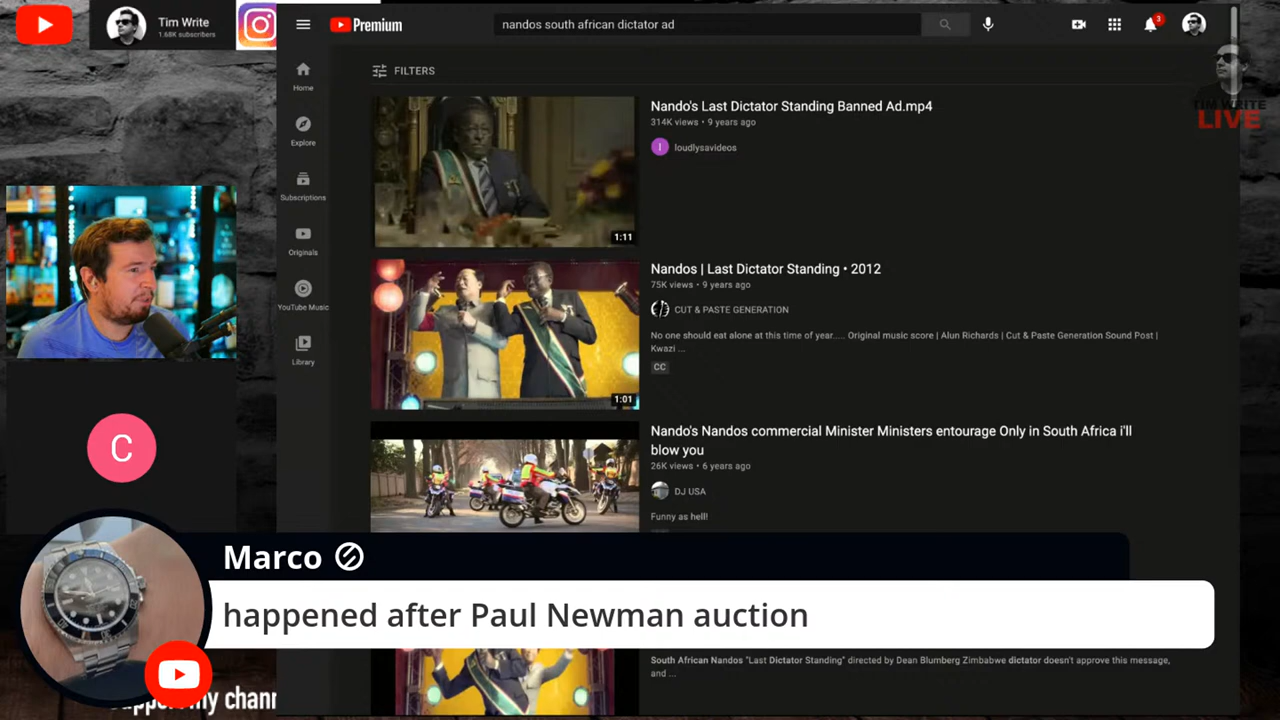 Tim Write
1.68K subscribers
Premium
nandos south african dictator ad
3
FILTERS
Home
Explore
Subscriptions
Originals
YouTube Music
Library
TIM WRITE
LIVE
Nando's Last Dictator Standing Banned Ad.mp4
314K views • 9 years ago
I
loudlysavideos
1:11
Nandos | Last Dictator Standing • 2012
75K views • 9 years ago
CUT & PASTE GENERATION
No one should eat alone at this time of year..... Original music score | Alun Richards | Cut & Paste Generation Sound Post |
Kwazi ...
CC
1:01
Nando's Nandos commercial Minister Ministers entourage Only in South Africa i'll
blow you
26K views • 6 years ago
DJ USA
Funny as hell!
C
Marco
happened after Paul Newman auction
South African Nandos "Last Dictator Standing" directed by Dean Blumberg Zimbabwe dictator doesn't approve this message,
and ...
my chann